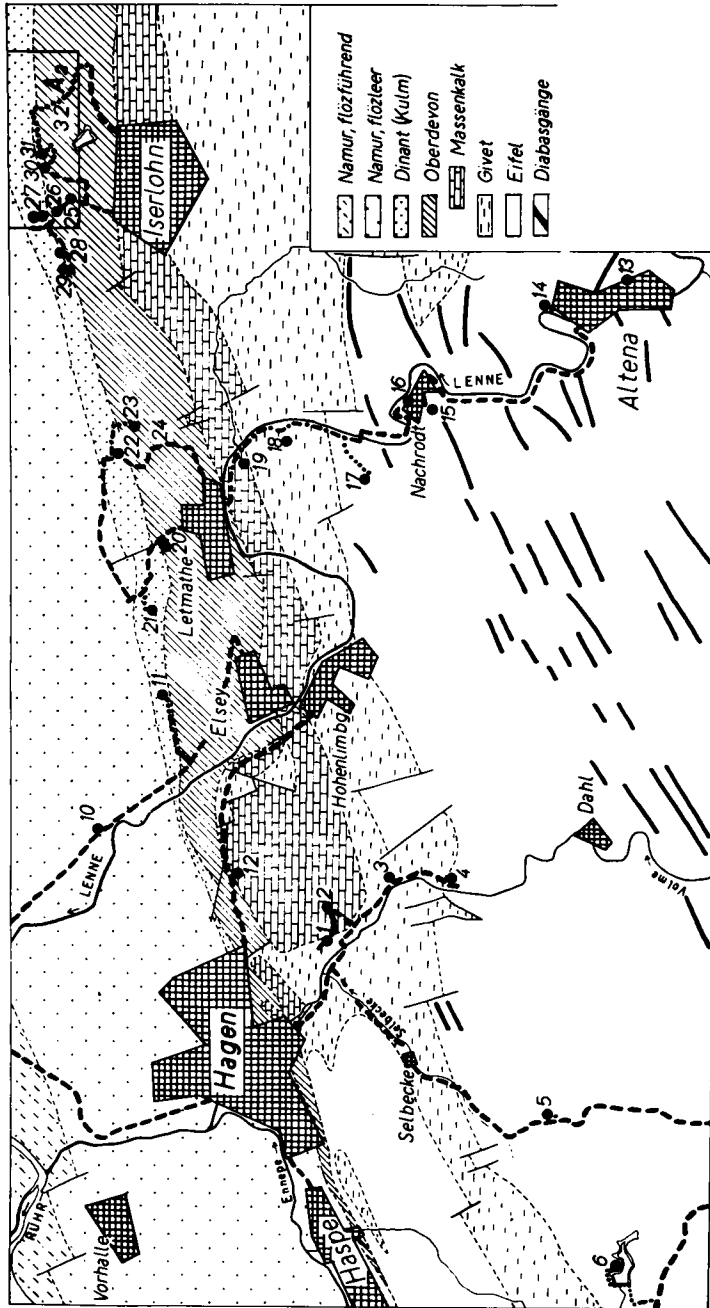 Namur, flözführend
Namur, flözleer
Dinant (Kulm)
Oberdevon
Massenkalk
Givet
Eifel
Diabasgänge
RUHR
Vorhalle
Hagen
Ennepe
Haspe
LENNE
10
11
12
Elsey
Hohenlimbg
Letmathe
20
21
22
23
24
19
18
17
16
15
Nachrodt
LENNE
14
13
Altena
Iserlohn
27
30
31
26
25
28
29
32
A2
1
2
3
4
Selbecke
Selbecke
5
6
Dahl
Volme